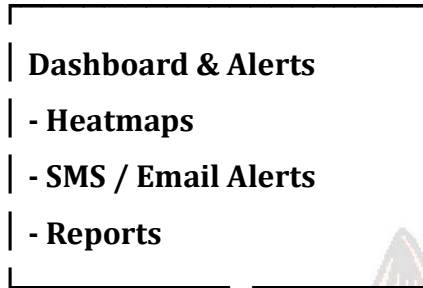 Dashboard & Alerts
- Heatmaps
- SMS / Email Alerts
- Reports